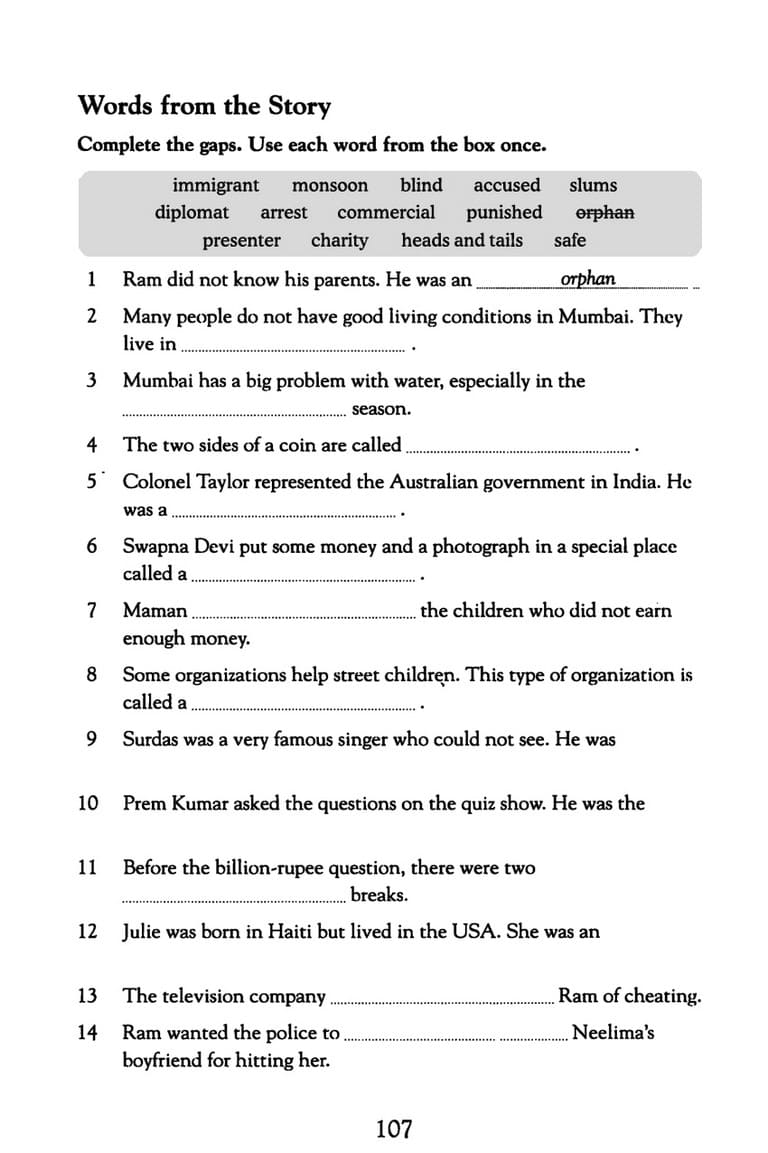 Words from the Story
Complete the gaps. Use each word from the box once.
immigrant monsoon blind accused slums
diplomat arrest commercial punished orphan
presenter charity heads and tails safe
1 Ram did not know his parents. He was an orphan
2 Many people do not have good living conditions in Mumbai. They
live in .
3 Mumbai has a big problem with water, especially in the
season.
4 The two sides of a coin are called .
5 Colonel Taylor represented the Australian government in India. He
was a .
6 Swapna Devi put some money and a photograph in a special place
called a .
7 Maman the children who did not earn
enough money.
8 Some organizations help street children. This type of organization is
called a .
9 Surdas was a very famous singer who could not see. He was
10 Prem Kumar asked the questions on the quiz show. He was the
11 Before the billion-rupee question, there were two
breaks.
12 Julie was born in Haiti but lived in the USA. She was an
13 The television company Ram of cheating.
14 Ram wanted the police to Neelima's
boyfriend for hitting her.
107